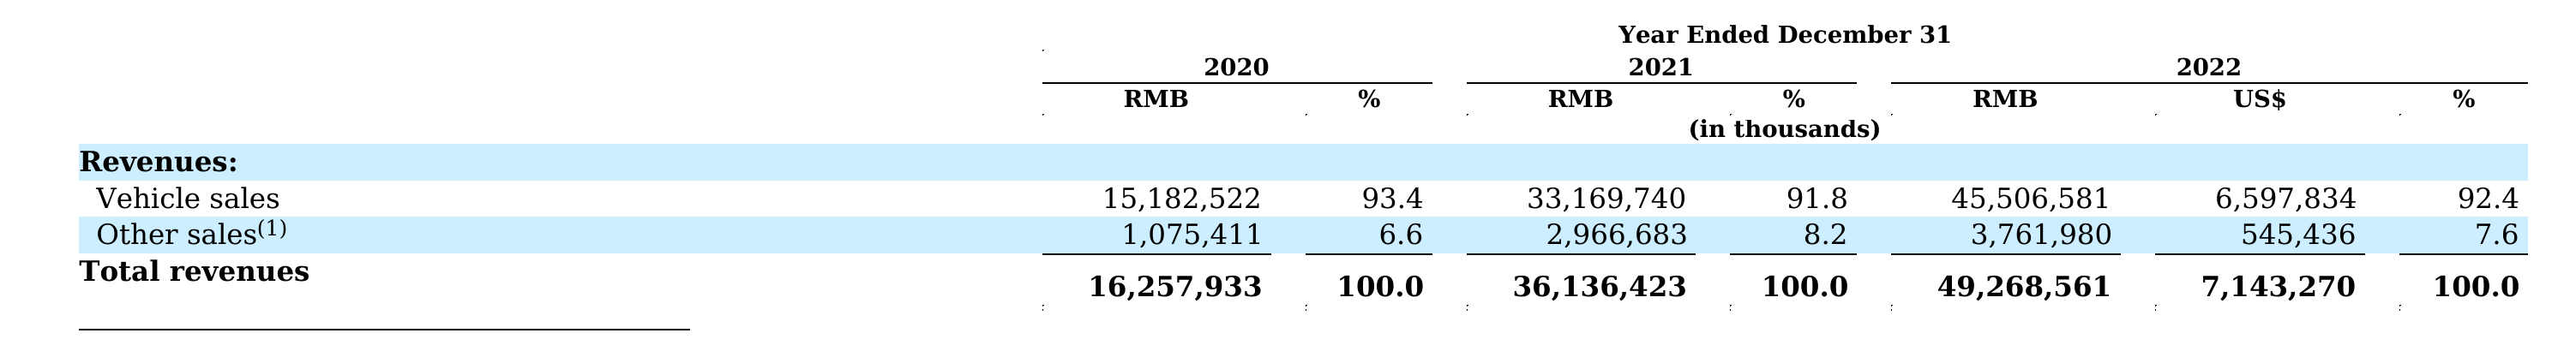 Year Ended December 31
2020 2021 2022
RMB % RMB % RMB US$ %
(in thousands)
Revenues:
Vehicle sales 15,182,522 93.4 33,169,740 91.8 45,506,581 6,597,834 92.4
Other sales(1) 1,075,411 6.6 2,966,683 8.2 3,761,980 545,436 7.6
Total revenues 16,257,933 100.0 36,136,423 100.0 49,268,561 7,143,270 100.0